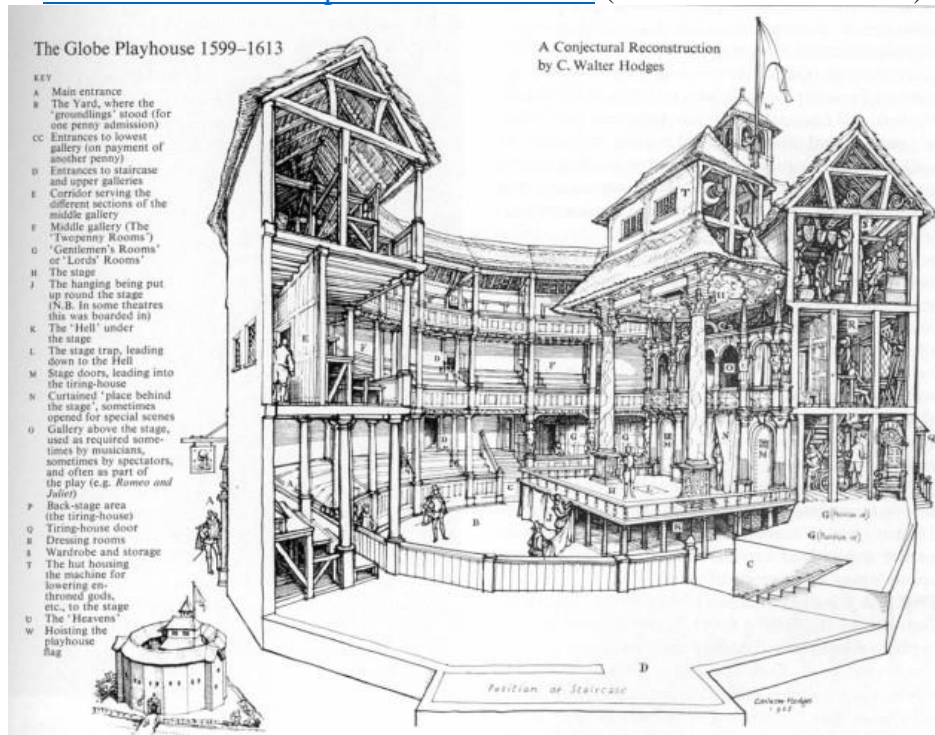 The Globe Playhouse 1599–1613
A Conjectural Reconstruction
by C. Walter Hodges
KEY
A Main entrance
B The Yard, where the
'groundlings' stood (for
one penny admission)
CC Entrances to lowest
gallery (on payment of
another penny)
D Entrances to staircase
and upper galleries
E Corridor serving the
different sections of the
middle gallery
F Middle gallery (The
'Twopenny Rooms')
G 'Gentlemen's Rooms'
or 'Lords' Rooms'
H The stage
J The hanging being put
up round the stage
(N.B. In some theatres
this was boarded in)
K The 'Hell' under
the stage
L The stage trap, leading
down to the Hell
M Stage doors, leading into
the tiring-house
N Curtained 'place behind
the stage', sometimes
opened for special scenes
O Gallery above the stage,
used as required some-
times by musicians,
sometimes by spectators,
and often as part of
the play (e.g. Romeo and
Juliet)
P Back-stage area
(the tiring-house)
Q Tiring-house door
R Dressing rooms
S Wardrobe and storage
T The hut housing
the machine for
lowering en-
throned gods,
etc., to the stage
U The 'Heavens'
W Hoisting the
playhouse
flag
W
T
S
E
F
D
F
O
R
D
G
G
M
N
M
Q
A
A
C
H
B
J
K
G (Position of)
G (Position of)
C
D
Position of Staircase
C. Walter Hodges